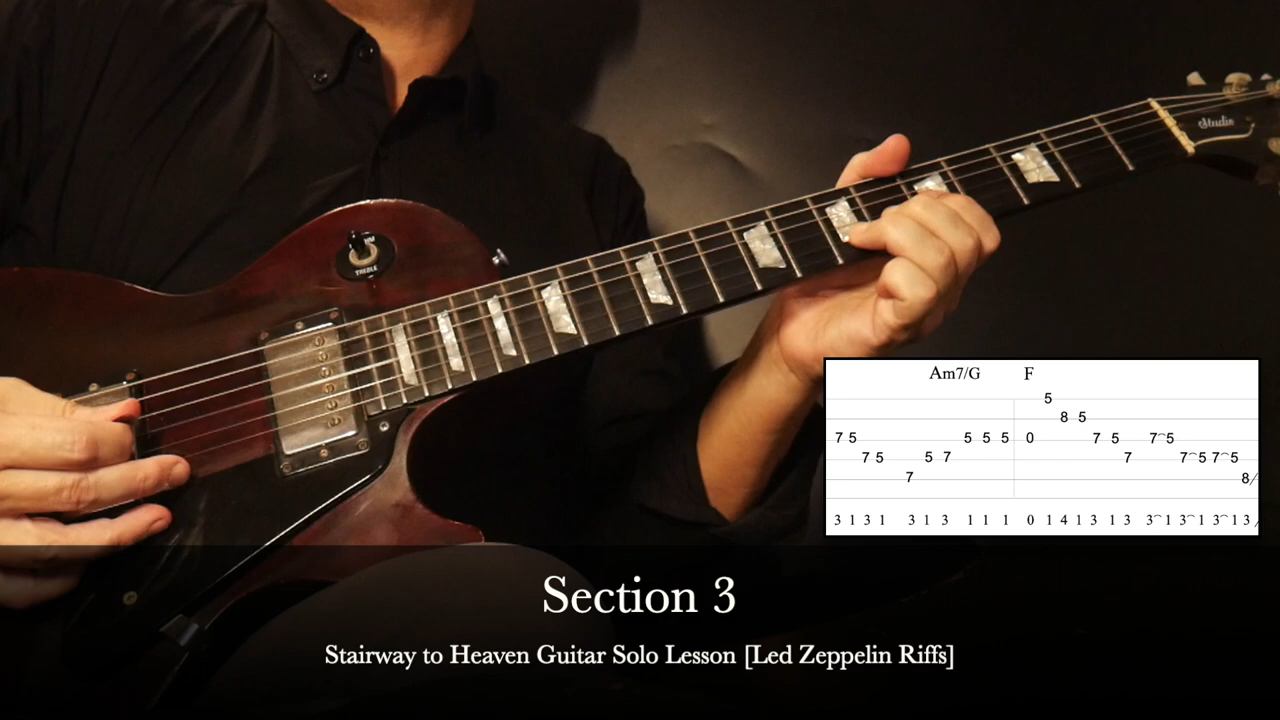 Studio
TREBLE
Am7/G F
5
8 5
7 5 5 5 5 0 7 5 7⌒5
7 5 5 7 7 7⌒5 7⌒5
7 8/
3 1 3 1 3 1 3 1 1 1 0 1 4 1 3 1 3 3⌒1 3⌒1 3⌒1 3 /
Section 3
Stairway to Heaven Guitar Solo Lesson [Led Zeppelin Riffs]